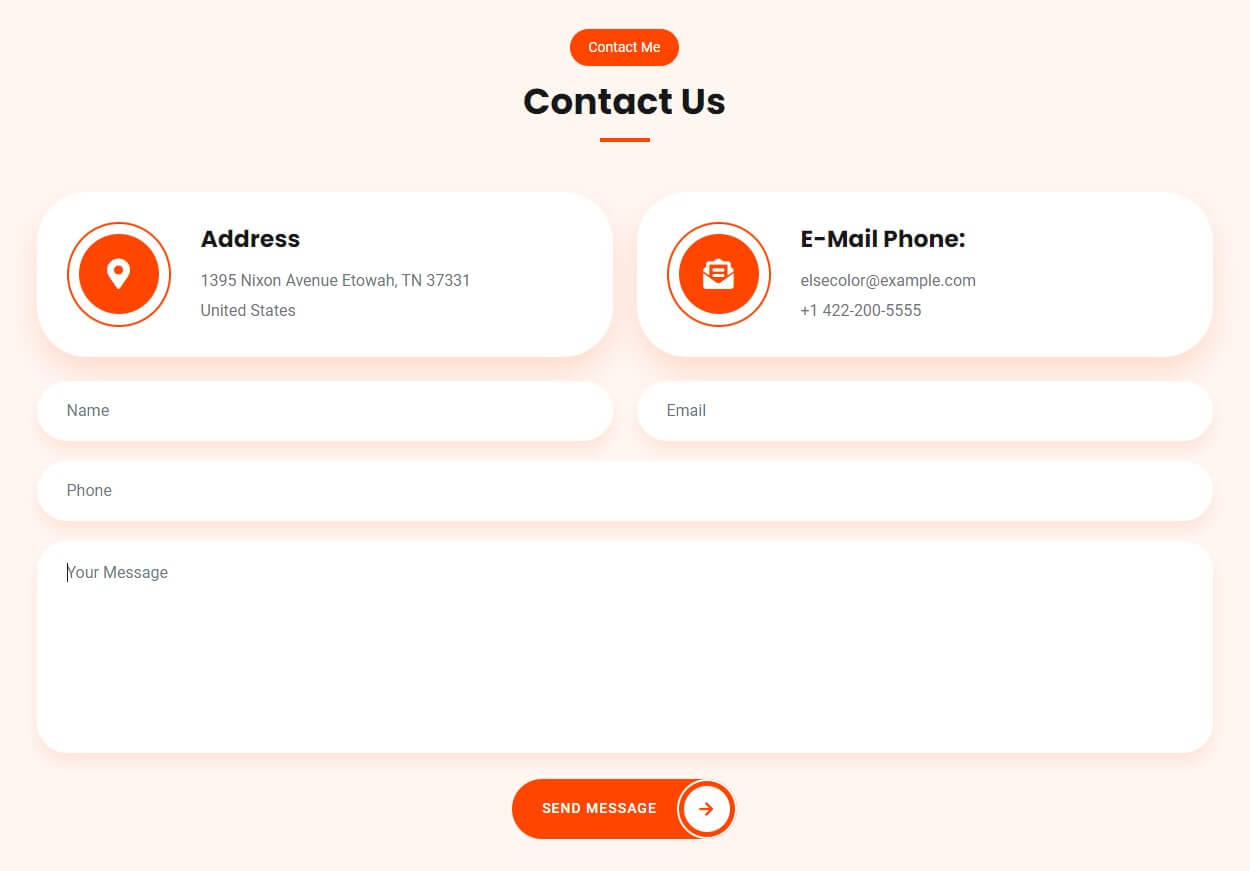 Contact Me
Contact Us
Address
1395 Nixon Avenue Etowah, TN 37331
United States
E-Mail Phone:
elsecolor@example.com
+1 422-200-5555
Name
Email
Phone
Your Message
SEND MESSAGE